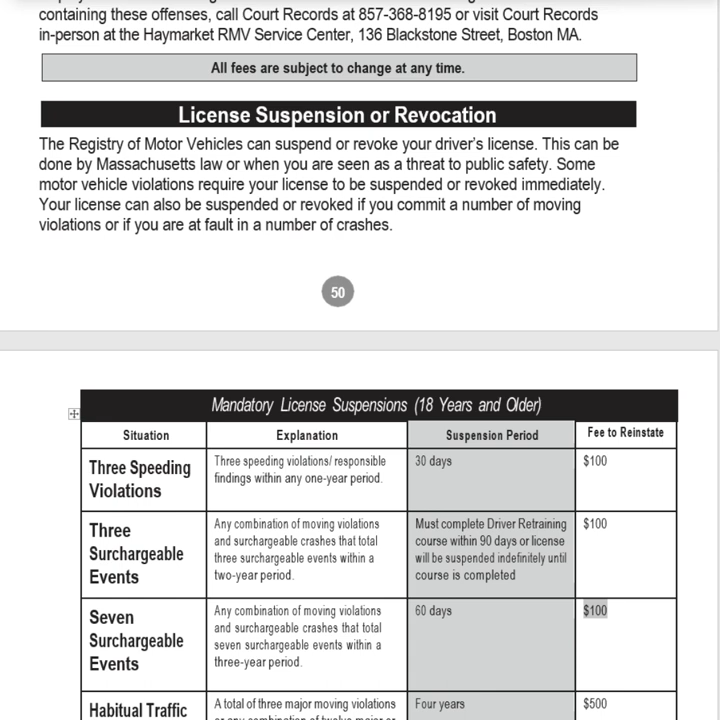 containing these offenses, call Court Records at 857-368-8195 or visit Court Records
in-person at the Haymarket RMV Service Center, 136 Blackstone Street, Boston MA.
All fees are subject to change at any time.
License Suspension or Revocation
The Registry of Motor Vehicles can suspend or revoke your driver's license. This can be
done by Massachusetts law or when you are seen as a threat to public safety. Some
motor vehicle violations require your license to be suspended or revoked immediately.
Your license can also be suspended or revoked if you commit a number of moving
violations or if you are at fault in a number of crashes.
50
Mandatory License Suspensions (18 Years and Older)
Situation
Explanation
Suspension Period
Fee to Reinstate
Three Speeding
Violations
Three speeding violations/ responsible
findings within any one-year period.
30 days
$100
Three
Surchargeable
Events
Any combination of moving violations
and surchargeable crashes that total
three surchargeable events within a
two-year period.
Must complete Driver Retraining
course within 90 days or license
will be suspended indefinitely until
course is completed
$100
Seven
Surchargeable
Events
Any combination of moving violations
and surchargeable crashes that total
seven surchargeable events within a
three-year period.
60 days
$100
Habitual Traffic
A total of three major moving violations
Four years
$500